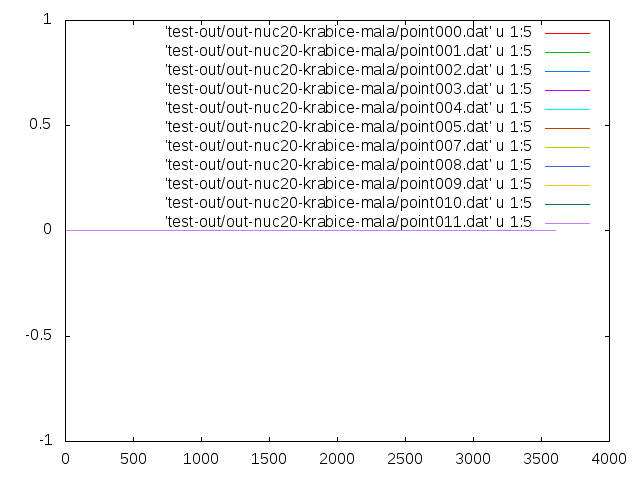 1
0.5
0
-0.5
-1
'test-out/out-nuc20-krabice-mala/point000.dat' u 1:5
'test-out/out-nuc20-krabice-mala/point001.dat' u 1:5
'test-out/out-nuc20-krabice-mala/point002.dat' u 1:5
'test-out/out-nuc20-krabice-mala/point003.dat' u 1:5
'test-out/out-nuc20-krabice-mala/point004.dat' u 1:5
'test-out/out-nuc20-krabice-mala/point005.dat' u 1:5
'test-out/out-nuc20-krabice-mala/point007.dat' u 1:5
'test-out/out-nuc20-krabice-mala/point008.dat' u 1:5
'test-out/out-nuc20-krabice-mala/point009.dat' u 1:5
'test-out/out-nuc20-krabice-mala/point010.dat' u 1:5
'test-out/out-nuc20-krabice-mala/point011.dat' u 1:5
0 500 1000 1500 2000 2500 3000 3500 4000